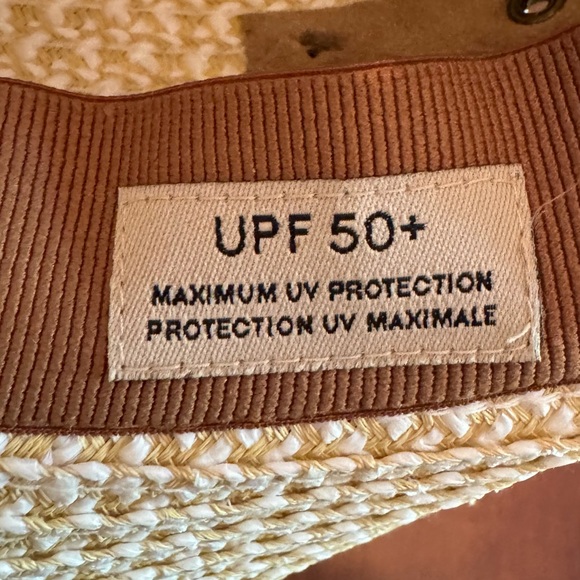 UPF 50+
MAXIMUM UV PROTECTION
PROTECTION UV MAXIMALE